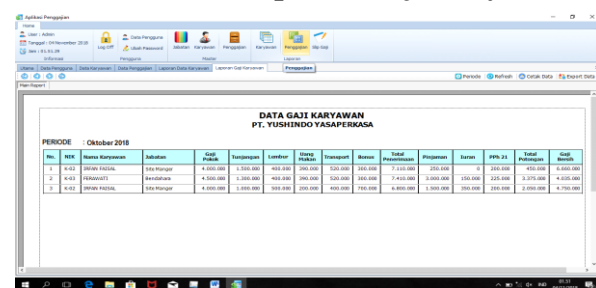 Aplikasi Penggajian
Home
User : Admin
Tanggal : 09 November 2018
Jam : 01.01.34
Log Off
Data Pengguna
Ubah Password
Jabatan Karyawan Penggajian
Karyawan Penggajian Slip Gaji
Informasi Pengguna Master Laporan
Utama Data Pengguna Data Karyawan Data Penggajian Laporan Data Karyawan Laporan Gaji Karyawan
Penggajian
Periode Refresh Cetak Data Export Data
Main Report
DATA GAJI KARYAWAN
PT. YUSHINDO YASAPERKASA
PERIODE : Oktober 2018
No. NIK Nama Karyawan Jabatan Gaji Pokok Tunjangan Lembur Uang Makan Transport Bonus Total Penerimaan Pinjaman Iuran PPh 21 Total Potongan Gaji Bersih
1 K-02 IRFAN FAISAL Site Manger 4.000.000 1.500.000 400.000 390.000 520.000 300.000 7.110.000 250.000 0 200.000 450.000 6.660.000
2 K-03 FERAWATI Bendahara 4.500.000 1.300.000 400.000 390.000 520.000 300.000 7.410.000 3.000.000 150.000 225.000 3.375.000 4.035.000
3 K-02 IRFAN FAISAL Site Manger 4.000.000 1.000.000 500.000 200.000 400.000 700.000 6.800.000 1.500.000 350.000 200.000 2.050.000 4.750.000
IND